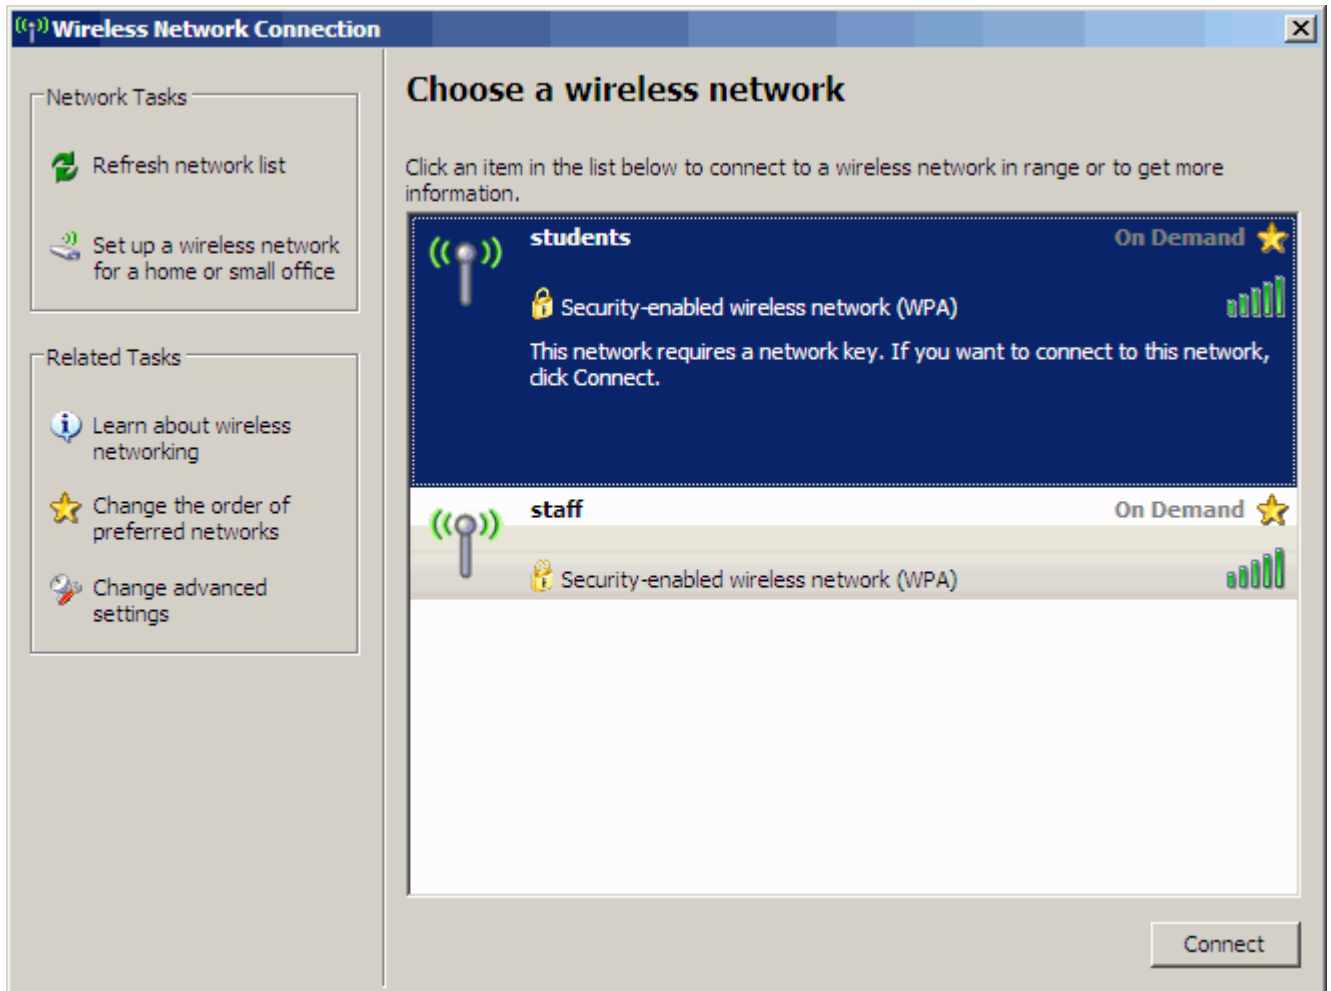 Wireless Network Connection
Network Tasks
Refresh network list
Set up a wireless network
for a home or small office
Related Tasks
Learn about wireless
networking
Change the order of
preferred networks
Change advanced
settings
Choose a wireless network
Click an item in the list below to connect to a wireless network in range or to get more
information.
students On Demand
Security-enabled wireless network (WPA)
This network requires a network key. If you want to connect to this network,
click Connect.
staff On Demand
Security-enabled wireless network (WPA)
Connect